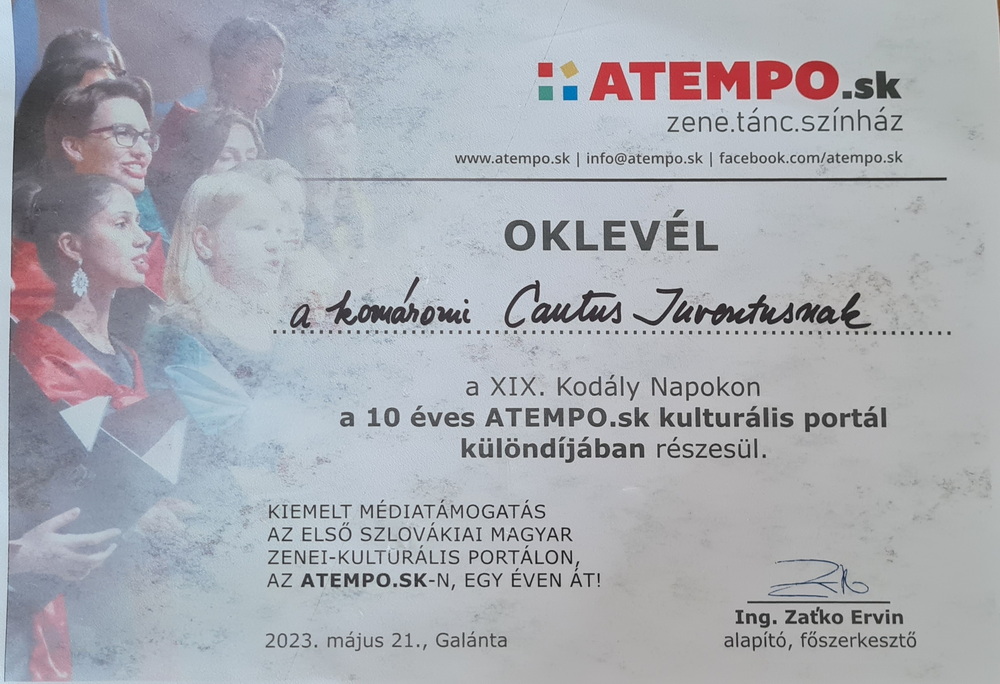 ATEMPO.sk
zene.tánc.színház
www.atempo.sk | info@atempo.sk | facebook.com/atempo.sk
OKLEVÉL
a komáromi Cantus Iuventusnak
a XIX. Kodály Napokon
a 10 éves ATEMPO.sk kulturális portál
különdíjában részesül.
KIEMELT MÉDIATÁMOGATÁS
AZ ELSŐ SZLOVÁKIAI MAGYAR
ZENEI-KULTÚRÁLIS PORTÁLON,
AZ ATEMPO.SK-N, EGY ÉVEN ÁT!
Ing. Zaťko Ervin
2023. május 21., Galánta
alapító, főszerkesztő